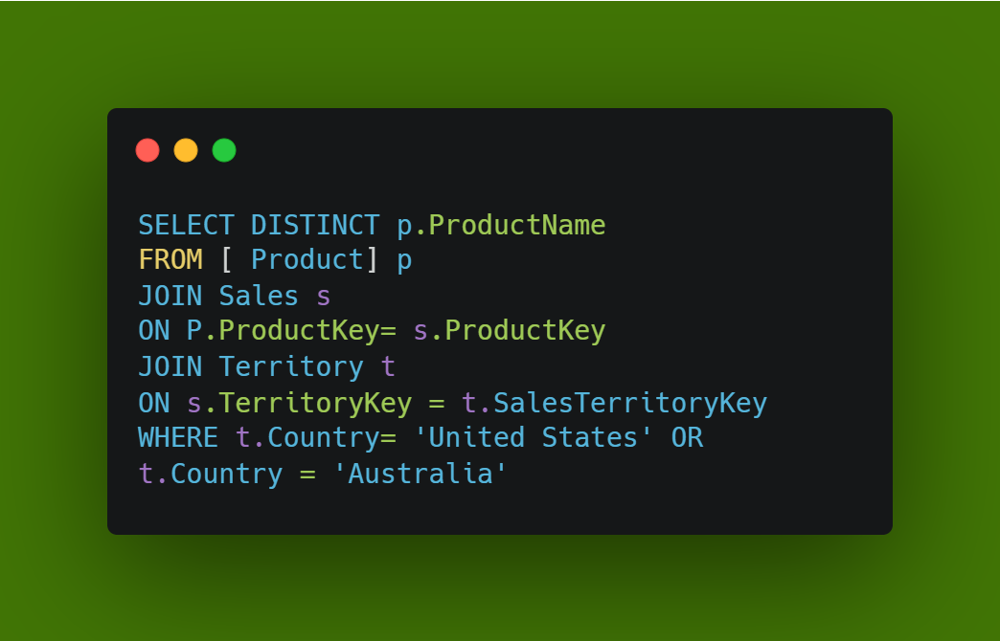 SELECT DISTINCT p.ProductName
FROM [ Product] p
JOIN Sales s
ON P.ProductKey= s.ProductKey
JOIN Territory t
ON s.TerritoryKey = t.SalesTerritoryKey
WHERE t.Country= 'United States' OR
t.Country = 'Australia'